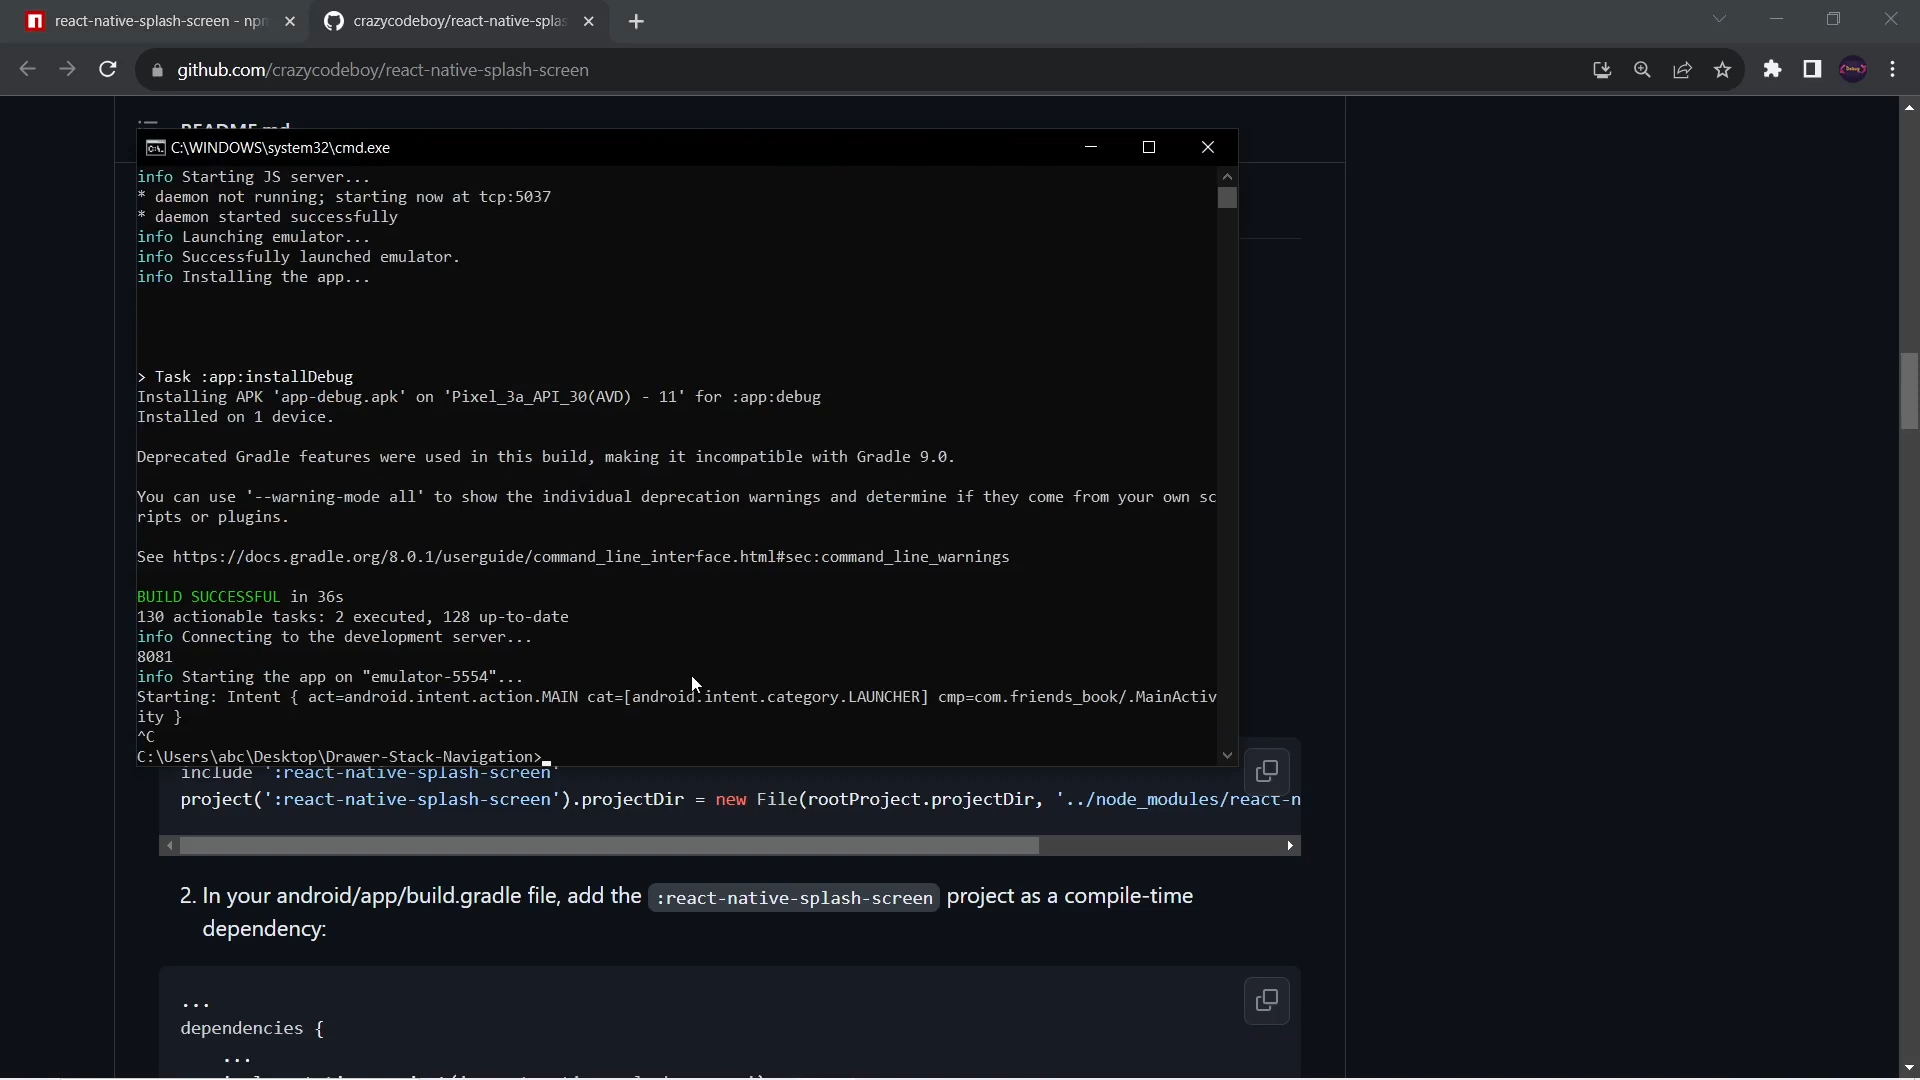 react-native-splash-screen - npm
crazycodeboy/react-native-splas
github.com/crazycodeboy/react-native-splash-screen
README.md
C:\WINDOWS\system32\cmd.exe
info Starting JS server...
* daemon not running; starting now at tcp:5037
* daemon started successfully
info Launching emulator...
info Successfully launched emulator.
info Installing the app...
> Task :app:installDebug
Installing APK 'app-debug.apk' on 'Pixel_3a_API_30(AVD) - 11' for :app:debug
Installed on 1 device.
Deprecated Gradle features were used in this build, making it incompatible with Gradle 9.0.
You can use '--warning-mode all' to show the individual deprecation warnings and determine if they come from your own sc
ripts or plugins.
See https://docs.gradle.org/8.0.1/userguide/command_line_interface.html#sec:command_line_warnings
BUILD SUCCESSFUL in 36s
130 actionable tasks: 2 executed, 128 up-to-date
info Connecting to the development server...
8081
info Starting the app on "emulator-5554"...
Starting: Intent { act=android.intent.action.MAIN cat=[android.intent.category.LAUNCHER] cmp=com.friends_book/.MainActiv
ity }
^C
C:\Users\abc\Desktop\Drawer-Stack-Navigation>
include ':react-native-splash-screen'
project(':react-native-splash-screen').projectDir = new File(rootProject.projectDir, '../node_modules/react-n
2. In your android/app/build.gradle file, add the :react-native-splash-screen project as a compile-time
dependency:
...
dependencies {
...